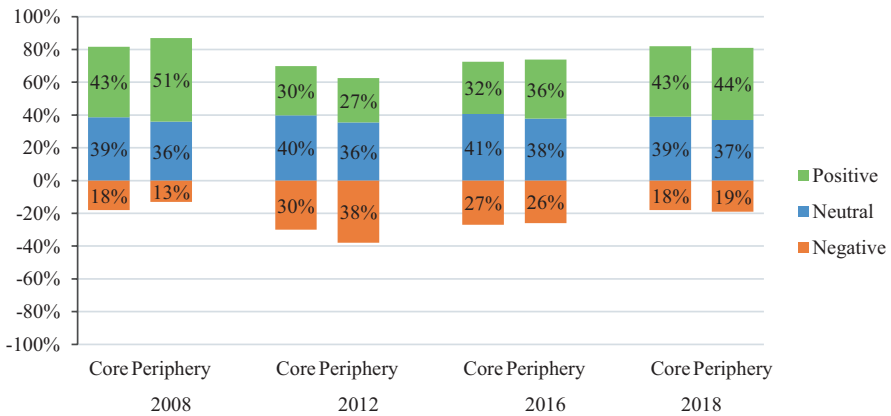 100%
80%
60%
40%
20%
0%
-20%
-40%
-60%
-80%
-100%
43% 51% 30% 27% 32% 36% 43% 44%
39% 36% 40% 36% 41% 38% 39% 37%
18% 13% 30% 38% 27% 26% 18% 19%
Positive
Neutral
Negative
Core Periphery Core Periphery Core Periphery Core Periphery
2008 2012 2016 2018